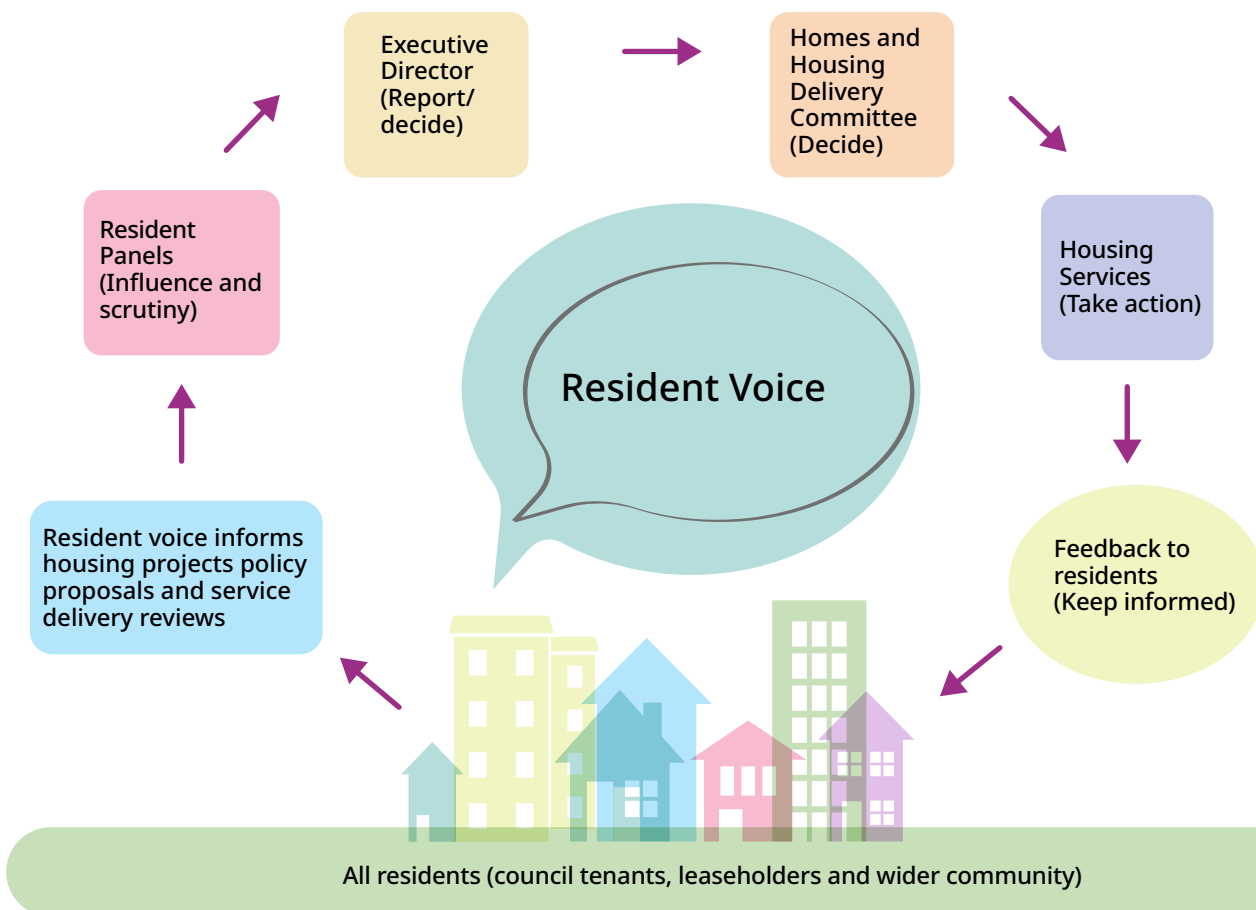 Executive
Director
(Report/
decide)
Homes and
Housing
Delivery
Committee
(Decide)
Resident
Panels
(Influence and
scrutiny)
Housing
Services
(Take action)
Resident Voice
Resident voice informs
housing projects policy
proposals and service
delivery reviews
Feedback to
residents
(Keep informed)
All residents (council tenants, leaseholders and wider community)